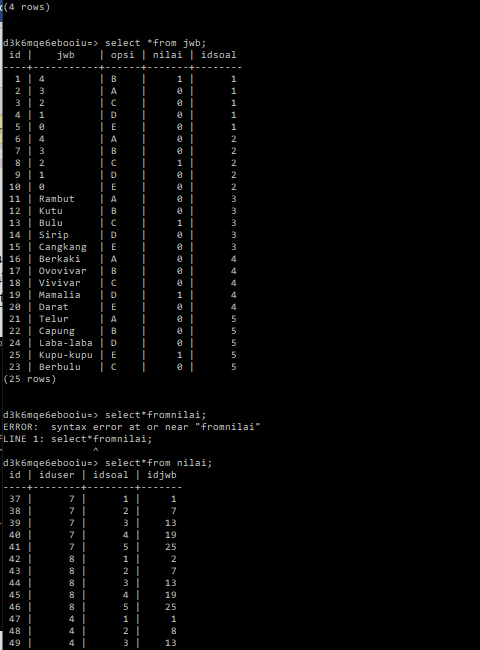 (4 rows)
d3k6mqe6ebooiu=> select *from jwb;
 id |    jwb    | opsi | nilai | idsoal
----+-----------+------+-------+--------
  1 | 4         | B    |     1 |      1
  2 | 3         | A    |     0 |      1
  3 | 2         | C    |     0 |      1
  4 | 1         | D    |     0 |      1
  5 | 0         | E    |     0 |      1
  6 | 4         | A    |     0 |      2
  7 | 3         | B    |     0 |      2
  8 | 2         | C    |     1 |      2
  9 | 1         | D    |     0 |      2
 10 | 0         | E    |     0 |      2
 11 | Rambut    | A    |     0 |      3
 12 | Kutu      | B    |     0 |      3
 13 | Bulu      | C    |     1 |      3
 14 | Sirip     | D    |     0 |      3
 15 | Cangkang  | E    |     0 |      3
 16 | Berkaki   | A    |     0 |      4
 17 | Ovovivar  | B    |     0 |      4
 18 | Vivivar   | C    |     0 |      4
 19 | Mamalia   | D    |     1 |      4
 20 | Darat     | E    |     0 |      4
 21 | Telur     | A    |     0 |      5
 22 | Capung    | B    |     0 |      5
 24 | Laba-laba | D    |     0 |      5
 25 | Kupu-kupu | E    |     1 |      5
 23 | Berbulu   | C    |     0 |      5
(25 rows)
d3k6mqe6ebooiu=> select*fromnilai;
ERROR:  syntax error at or near "fromnilai"
LINE 1: select*fromnilai;
               ^
d3k6mqe6ebooiu=> select*from nilai;
 id | iduser | idsoal | idjwb
----+--------+--------+-------
 37 |      7 |      1 |     1
 38 |      7 |      2 |     7
 39 |      7 |      3 |    13
 40 |      7 |      4 |    19
 41 |      7 |      5 |    25
 42 |      8 |      1 |     2
 43 |      8 |      2 |     7
 44 |      8 |      3 |    13
 45 |      8 |      4 |    19
 46 |      8 |      5 |    25
 47 |      4 |      1 |     1
 48 |      4 |      2 |     8
 49 |      4 |      3 |    13